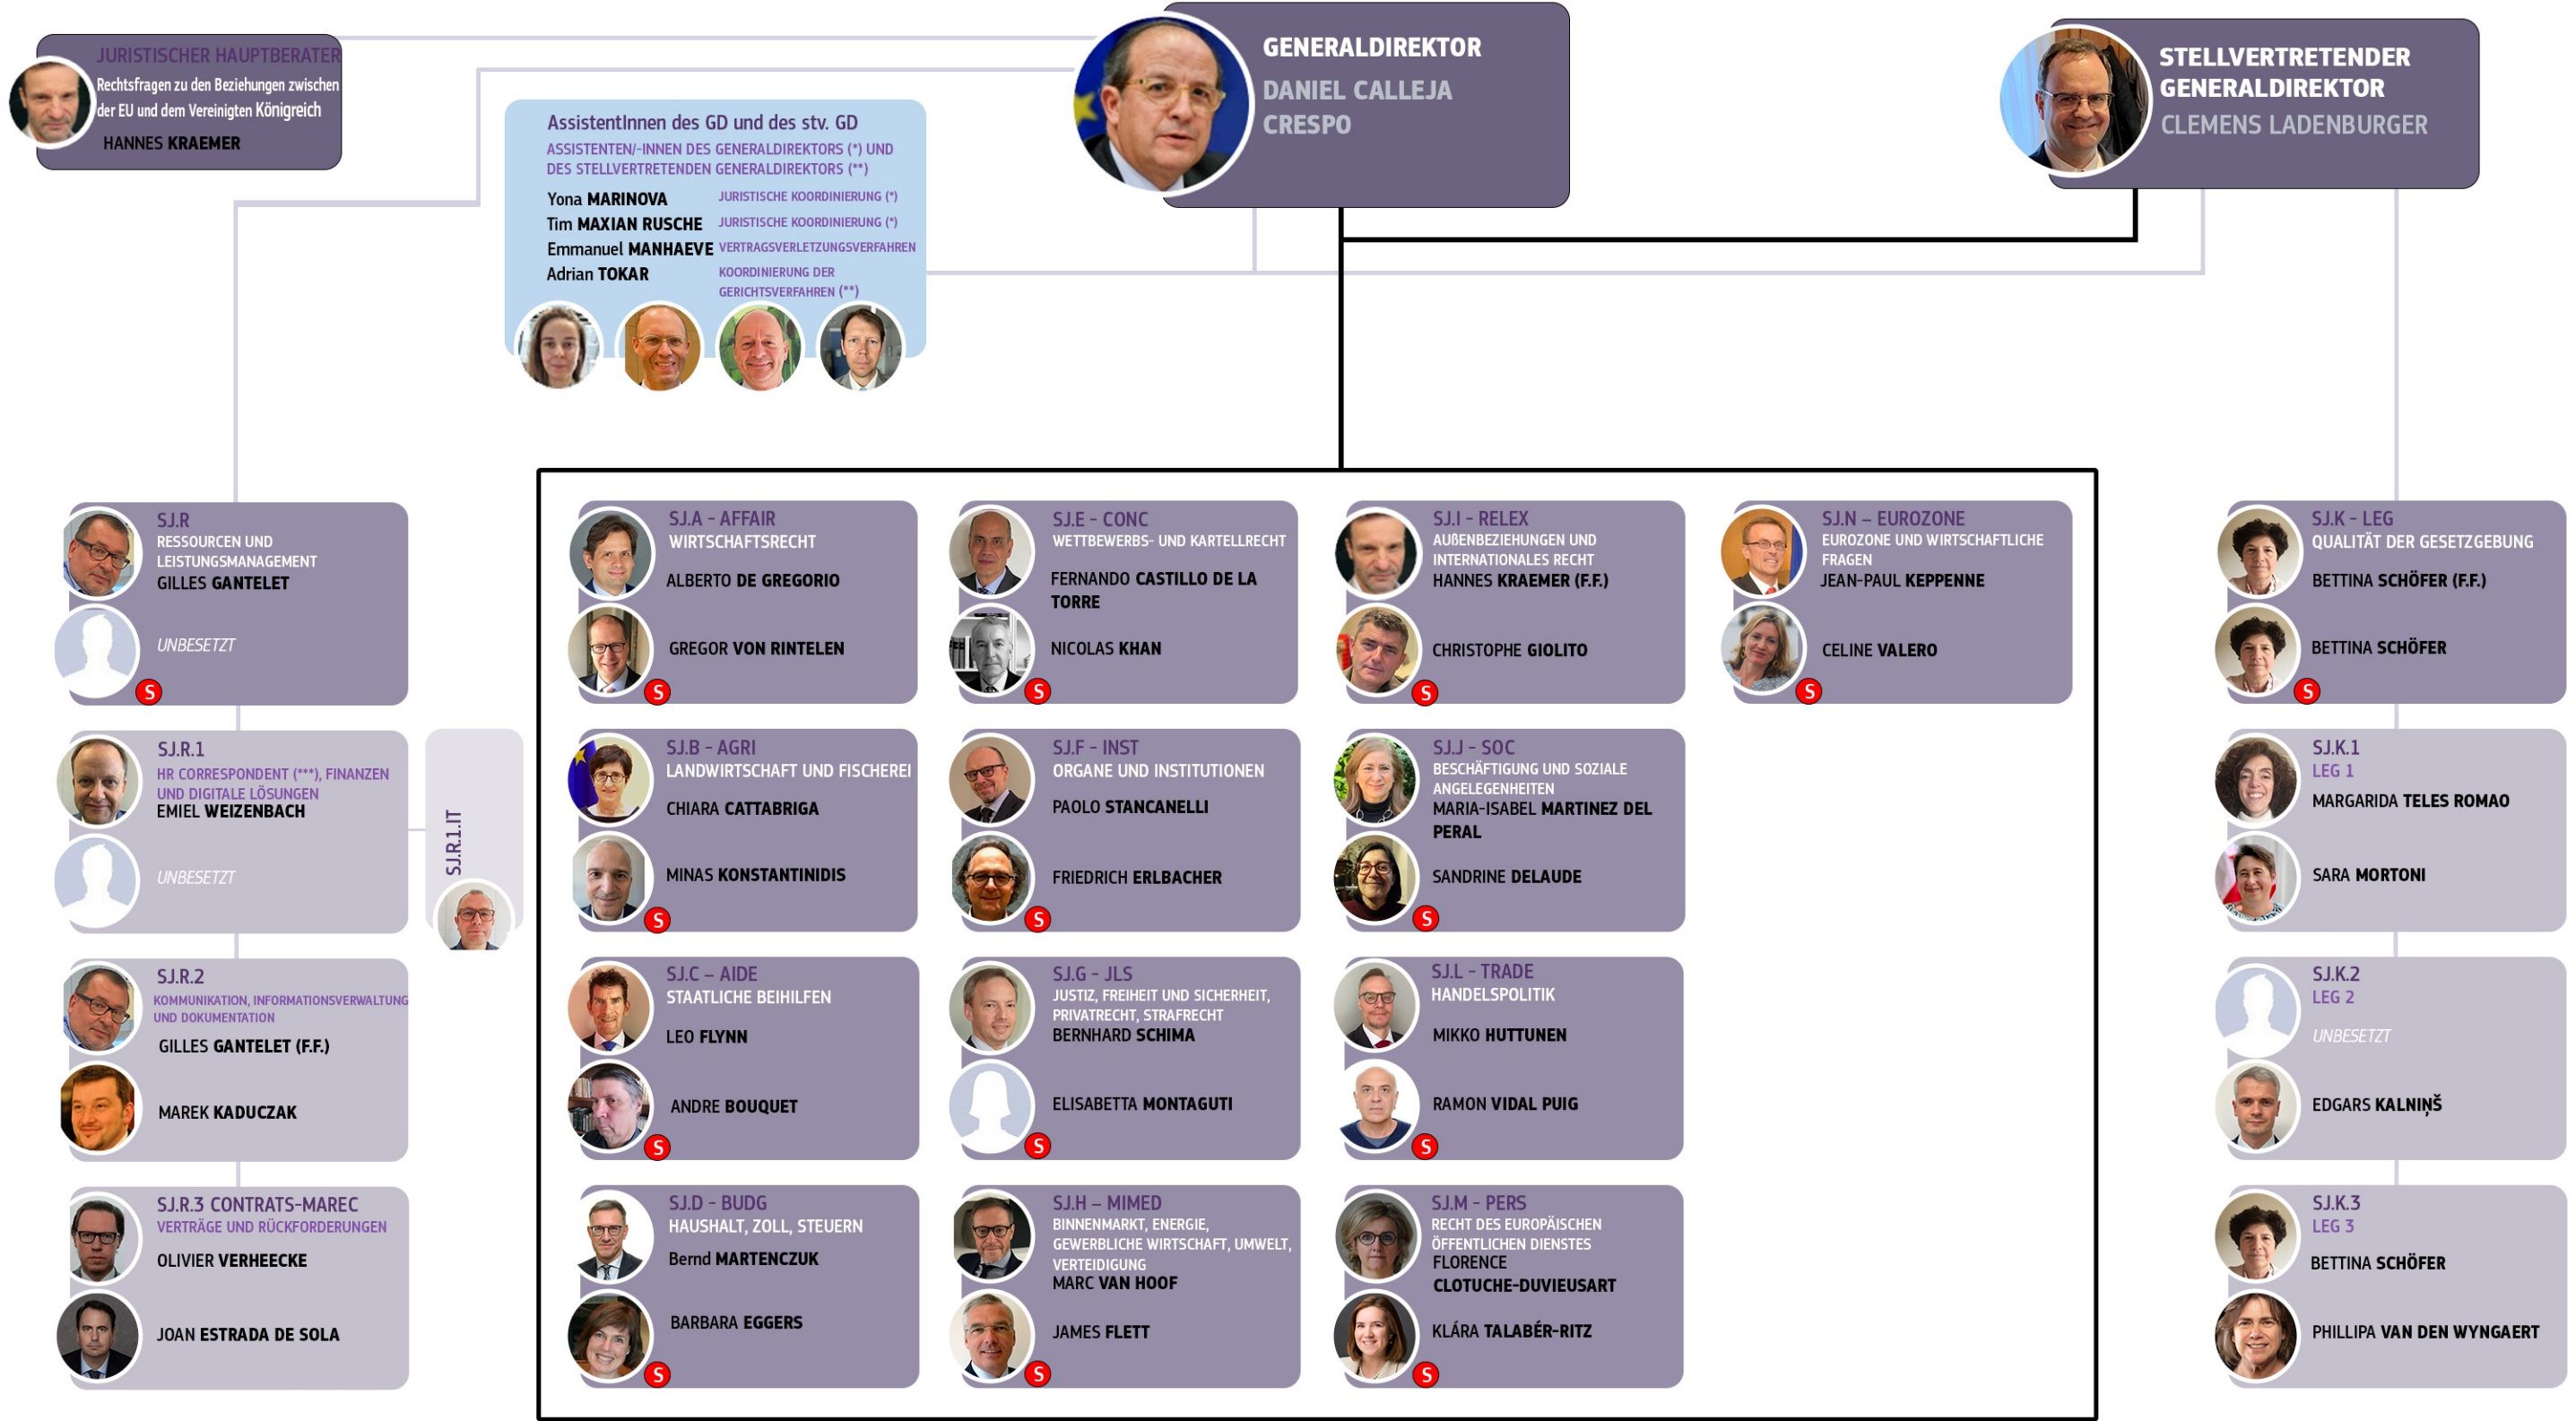 JURISTISCHER HAUPTBERATER
Rechtsfragen zu den Beziehungen zwischen
der EU und dem Vereinigten Königreich
HANNES KRAEMER
GENERALDIREKTOR
DANIEL CALLEJA
CRESPO
STELLVERTRETENDER
GENERALDIREKTOR
CLEMENS LADENBURGER
AssistentInnen des GD und des stv. GD
ASSISTENTEN/-INNEN DES GENERALDIREKTORS (*) UND
DES STELLVERTRETENDEN GENERALDIREKTORS (**)
Yona MARINOVA JURISTISCHE KOORDINIERUNG (*)
Tim MAXIAN RUSCHE JURISTISCHE KOORDINIERUNG (*)
Emmanuel MANHAEVE VERTRAGSVERLETZUNGSVERFAHREN
Adrian TOKAR KOORDINIERUNG DER
GERICHTSVERFAHREN (**)
SJ.R
RESSOURCEN UND
LEISTUNGSMANAGEMENT
GILLES GANTELET
UNBESETZT
S
SJ.R.1
HR CORRESPONDENT (***), FINANZEN
UND DIGITALE LÖSUNGEN
EMIEL WEIZENBACH
UNBESETZT
SJ.R.1.IT
SJ.R.2
KOMMUNIKATION, INFORMATIONSVERWALTUNG
UND DOKUMENTATION
GILLES GANTELET (F.F.)
MAREK KADUCZAK
SJ.R.3 CONTRATS-MAREC
VERTRÄGE UND RÜCKFORDERUNGEN
OLIVIER VERHEECKE
JOAN ESTRADA DE SOLA
SJ.A - AFFAIR
WIRTSCHAFTSRECHT
ALBERTO DE GREGORIO
GREGOR VON RINTELEN
S
SJ.B - AGRI
LANDWIRTSCHAFT UND FISCHEREI
CHIARA CATTABRIGA
MINAS KONSTANTINIDIS
S
SJ.C – AIDE
STAATLICHE BEIHILFEN
LEO FLYNN
ANDRE BOUQUET
S
SJ.D - BUDG
HAUSHALT, ZOLL, STEUERN
Bernd MARTENCZUK
BARBARA EGGERS
S
SJ.E - CONC
WETTBEWERBS- UND KARTELLRECHT
FERNANDO CASTILLO DE LA
TORRE
NICOLAS KHAN
S
SJ.F - INST
ORGANE UND INSTITUTIONEN
PAOLO STANCANELLI
FRIEDRICH ERLBACHER
S
SJ.G - JLS
JUSTIZ, FREIHEIT UND SICHERHEIT,
PRIVATRECHT, STRAFRECHT
BERNHARD SCHIMA
ELISABETTA MONTAGUTI
S
SJ.H – MIMED
BINNENMARKT, ENERGIE,
GEWERBLICHE WIRTSCHAFT, UMWELT,
VERTEIDIGUNG
MARC VAN HOOF
JAMES FLETT
S
SJ.I - RELEX
AUßENBEZIEHUNGEN UND
INTERNATIONALES RECHT
HANNES KRAEMER (F.F.)
CHRISTOPHE GIOLITO
S
SJ.J - SOC
BESCHÄFTIGUNG UND SOZIALE
ANGELEGENHEITEN
MARIA-ISABEL MARTINEZ DEL
PERAL
SANDRINE DELAUDE
S
SJ.L - TRADE
HANDELSPOLITIK
MIKKO HUTTUNEN
RAMON VIDAL PUIG
S
SJ.M - PERS
RECHT DES EUROPÄISCHEN
ÖFFENTLICHEN DIENSTES
FLORENCE
CLOTUCHE-DUVIEUSART
KLÁRA TALABÉR-RITZ
S
SJ.N – EUROZONE
EUROZONE UND WIRTSCHAFTLICHE
FRAGEN
JEAN-PAUL KEPPENNE
CELINE VALERO
S
SJ.K - LEG
QUALITÄT DER GESETZGEBUNG
BETTINA SCHÖFER (F.F.)
BETTINA SCHÖFER
S
SJ.K.1
LEG 1
MARGARIDA TELES ROMAO
SARA MORTONI
SJ.K.2
LEG 2
UNBESETZT
EDGARS KALNIŅŠ
SJ.K.3
LEG 3
BETTINA SCHÖFER
PHILLIPA VAN DEN WYNGAERT